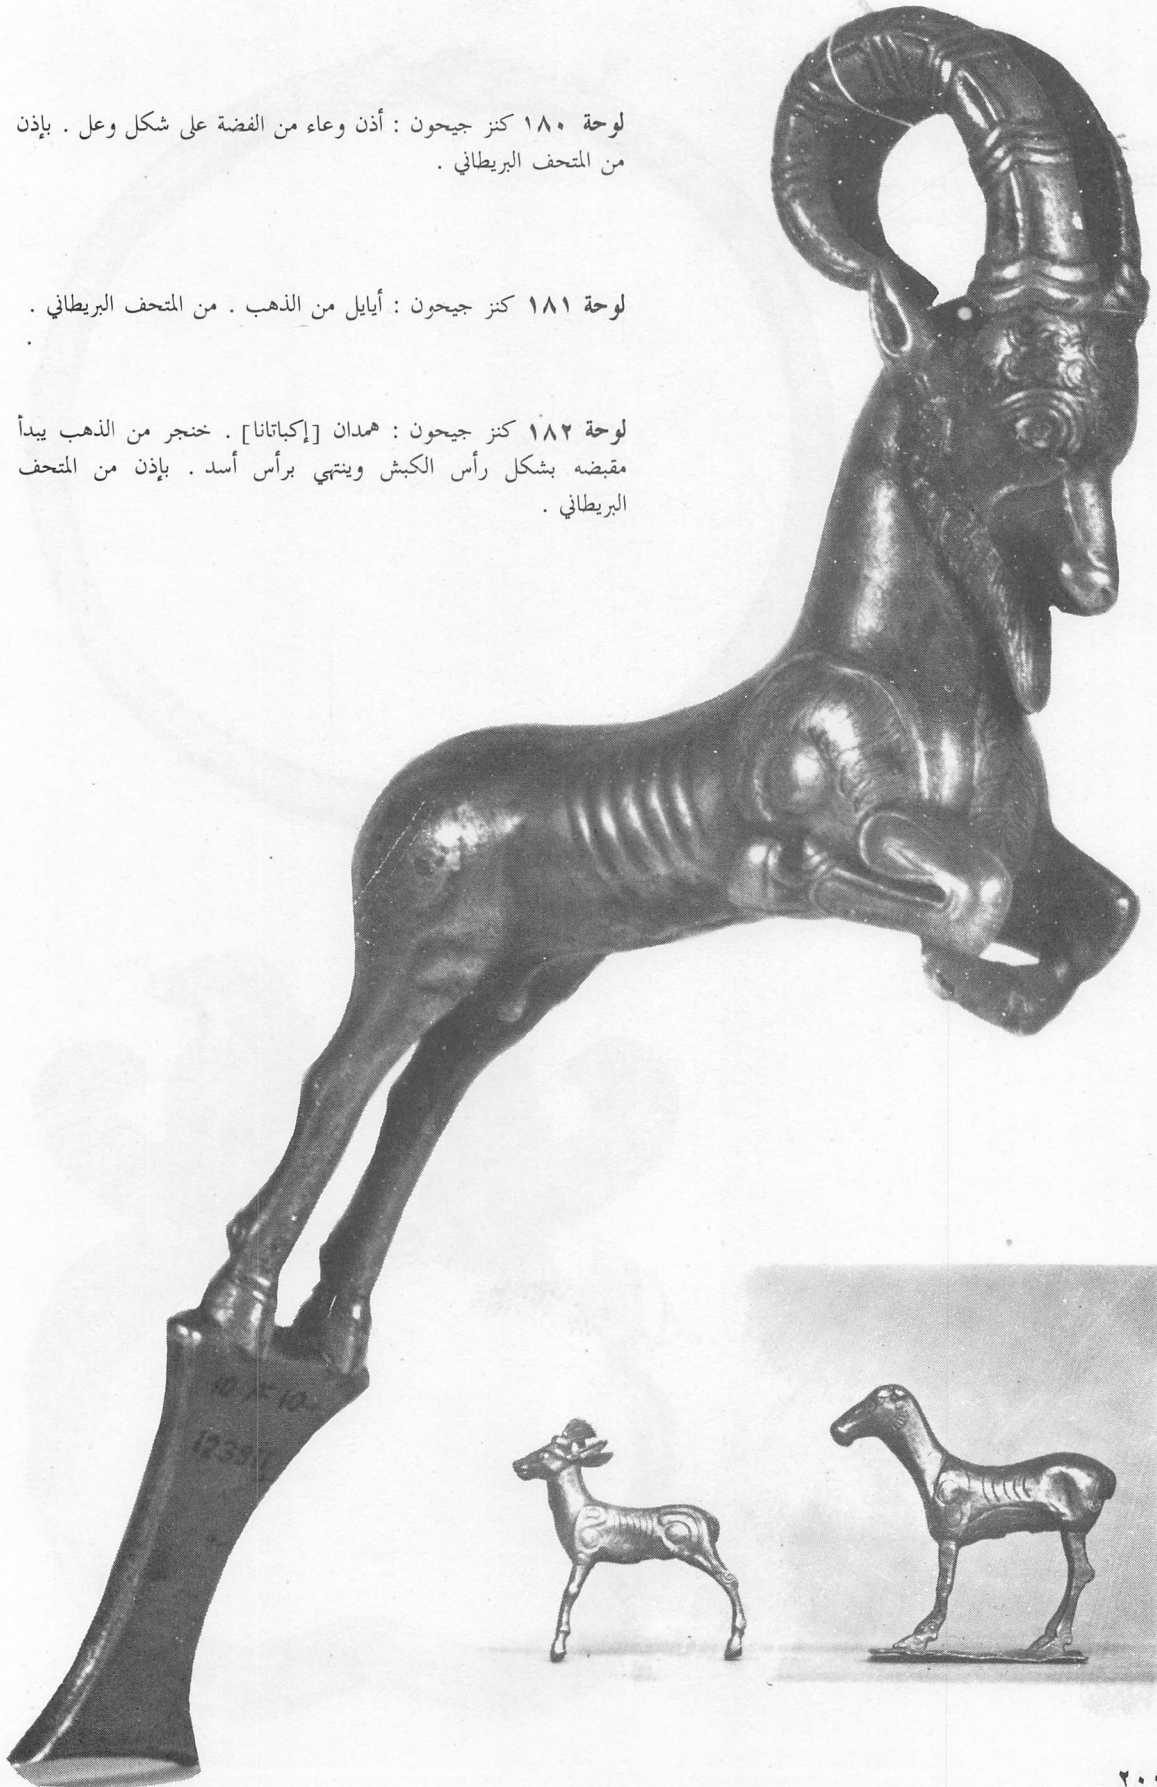 لوحة ١٨٠ كنز جيحون : أذن وعاء من الفضة على شكل وعل . بإذن
من المتحف البريطاني .
لوحة ١٨١ كنز جيحون : أيايل من الذهب . من المتحف البريطاني .
لوحة ١٨٢ كنز جيحون : همدان [إكباتانا] . خنجر من الذهب يبدأ
مقبضه بشكل رأس الكبش وينتهي برأس أسد . بإذن من المتحف
البريطاني .